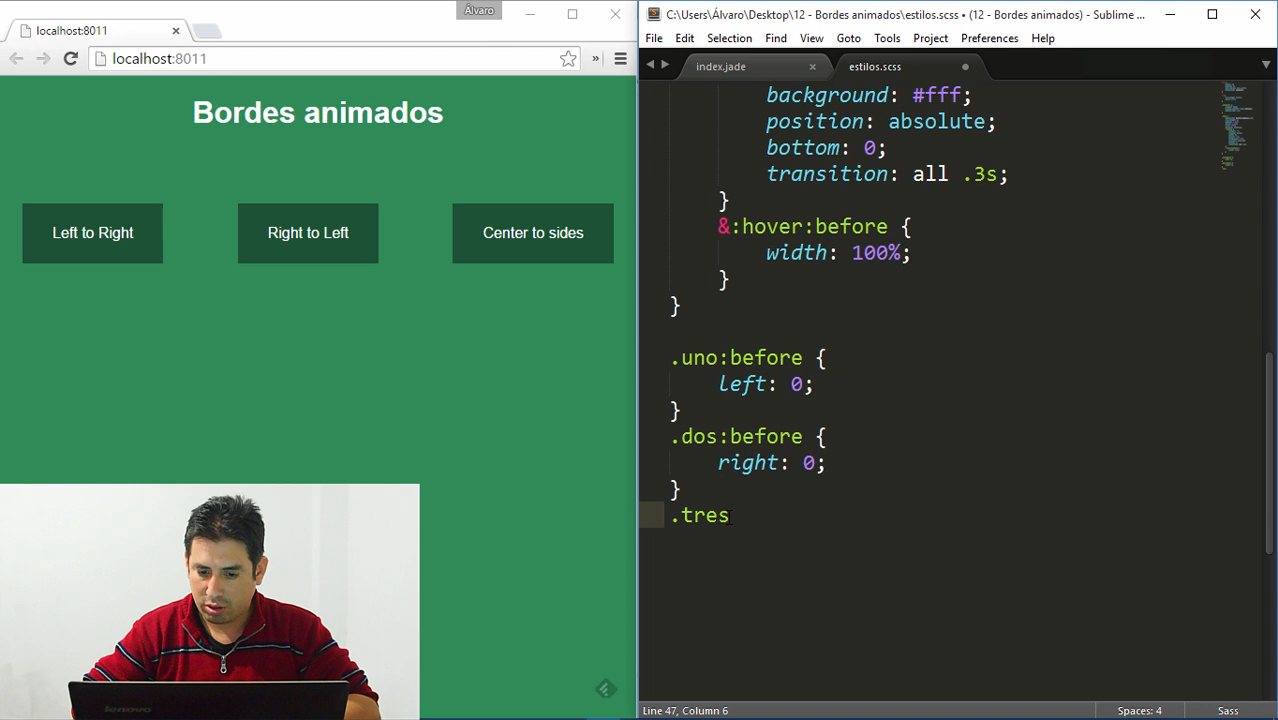 Álvaro
localhost:8011
localhost:8011
Bordes animados
Left to Right
Right to Left
Center to sides
lenovo
C:\Users\Álvaro\Desktop\12 - Bordes animados\estilos.scss • (12 - Bordes animados) - Sublime ...
File Edit Selection Find View Goto Tools Project Preferences Help
index.jade
estilos.scss
background: #fff;
position: absolute;
bottom: 0;
transition: all .3s;
}
&:hover:before {
width: 100%;
}
}
.uno:before {
left: 0;
}
.dos:before {
right: 0;
}
.tres
Line 47, Column 6
Spaces: 4
Sass